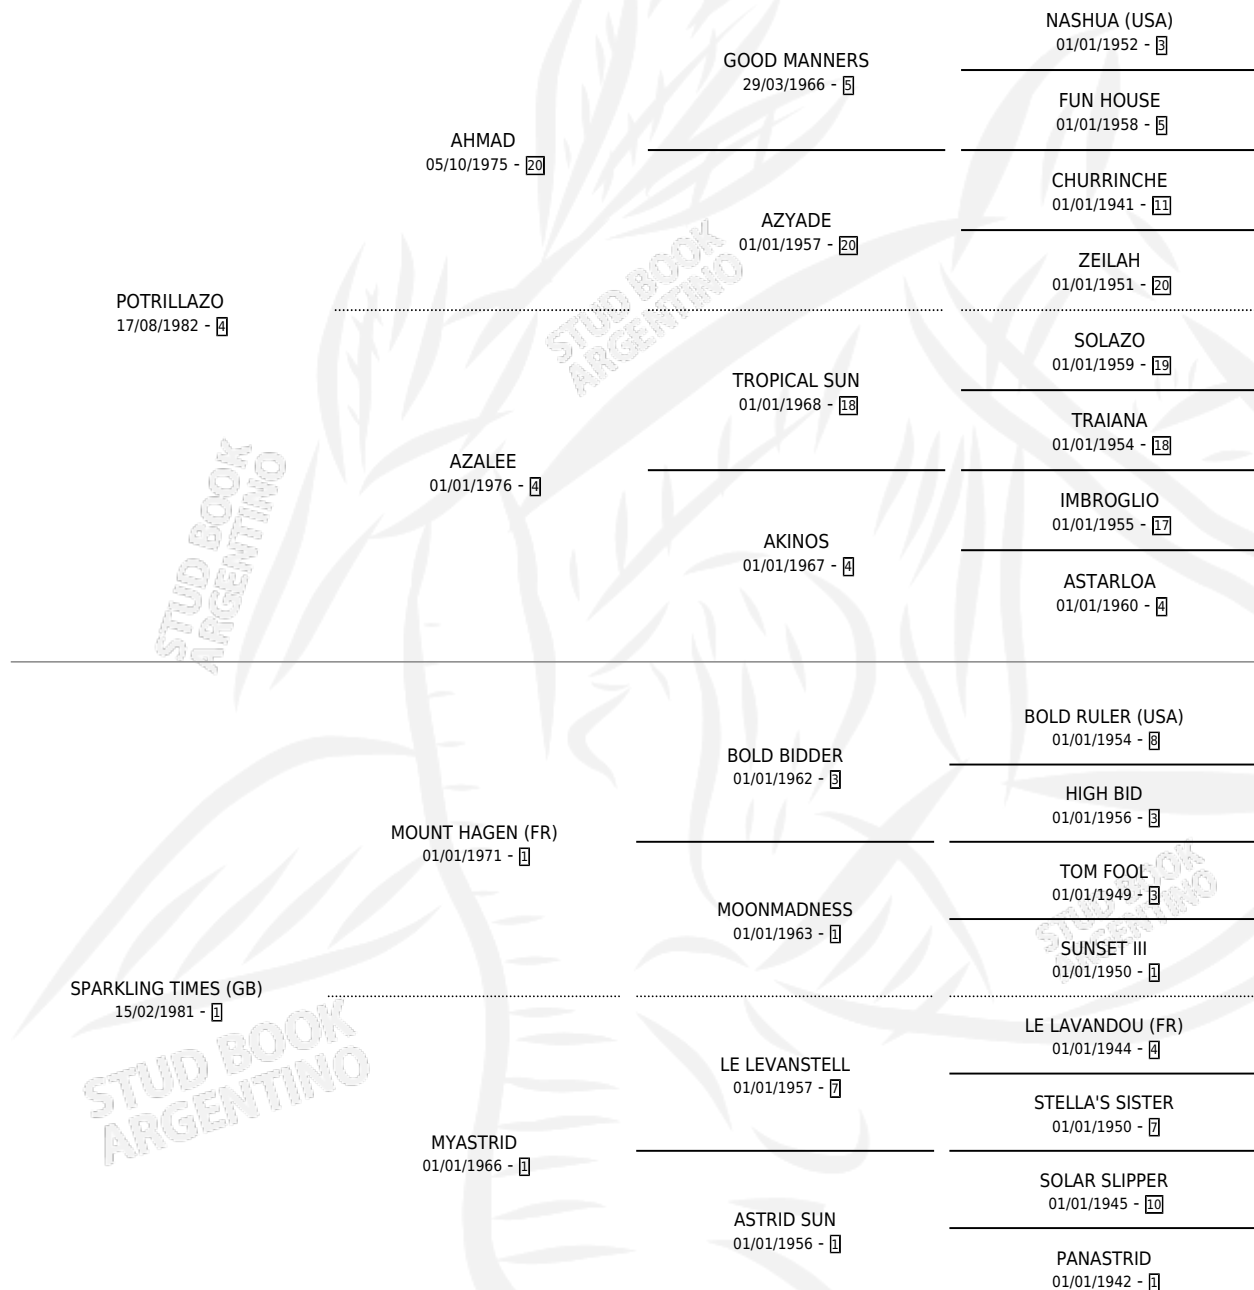 NASHUA (USA)
01/01/1952 - 3
GOOD MANNERS
29/03/1966 - 5
FUN HOUSE
01/01/1958 - 5
AHMAD
05/10/1975 - 20
CHURRINCHE
01/01/1941 - 11
AZYADE
01/01/1957 - 20
ZEILAH
01/01/1951 - 20
POTRILLAZO
17/08/1982 - 4
STUD BOOK
ARGENTINO
SOLAZO
01/01/1959 - 19
TROPICAL SUN
01/01/1968 - 18
TRAIANA
01/01/1954 - 18
AZALEE
01/01/1976 - 4
IMBROGLIO
01/01/1955 - 17
AKINOS
01/01/1967 - 4
ASTARLOA
01/01/1960 - 4
STUD BOOK
ARGENTINO
BOLD RULER (USA)
01/01/1954 - 8
BOLD BIDDER
01/01/1962 - 3
HIGH BID
01/01/1956 - 3
MOUNT HAGEN (FR)
01/01/1971 - 1
TOM FOOL
01/01/1949 - 3
MOONMADNESS
01/01/1963 - 1
SUNSET III
01/01/1950 - 1
STUD BOOK
ARGENTINO
SPARKLING TIMES (GB)
15/02/1981 - 1
LE LAVANDOU (FR)
01/01/1944 - 4
LE LEVANSTELL
01/01/1957 - 7
STELLA'S SISTER
01/01/1950 - 7
STUD BOOK
ARGENTINO
MYASTRID
01/01/1966 - 1
SOLAR SLIPPER
01/01/1945 - 10
ASTRID SUN
01/01/1956 - 1
PANASTRID
01/01/1942 - 1